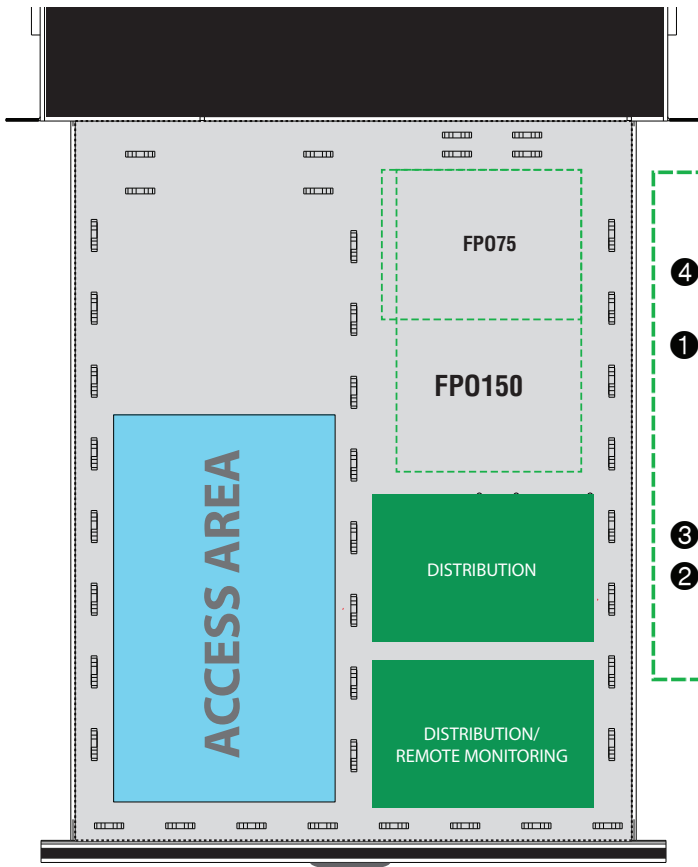 FPO75
FPO150
ACCESS AREA
DISTRIBUTION
DISTRIBUTION/
REMOTE MONITORING
4
1
3
2